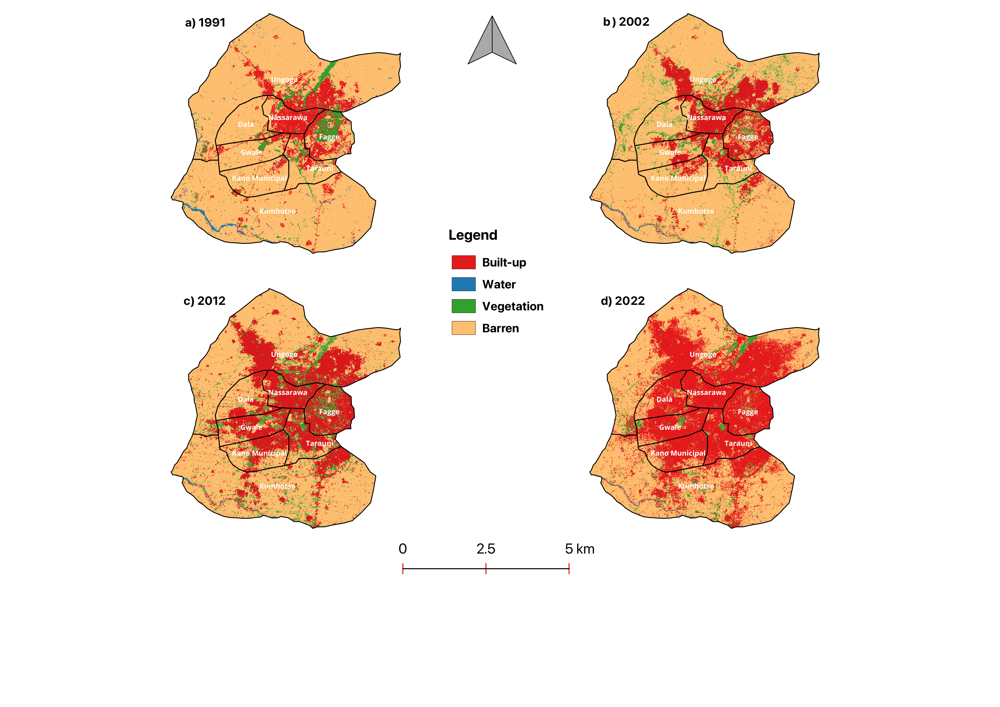 a) 1991
b ) 2002
Ungogo
Nassarawa
Dala
Fagge
Gwale
Tarauni
Kano Municipal
Kumbotso
Ungogo
Nassarawa
Dala
Fagge
Gwale
Tarauni
Kano Municipal
Kumbotso
Legend
Built-up
Water
Vegetation
Barren
c) 2012
d) 2022
Ungogo
Nassarawa
Dala
Fagge
Gwale
Tarauni
Kano Municipal
Kumbotso
Ungogo
Nassarawa
Dala
Fagge
Gwale
Tarauni
Kano Municipal
Kumbotso
0 2.5 5 km